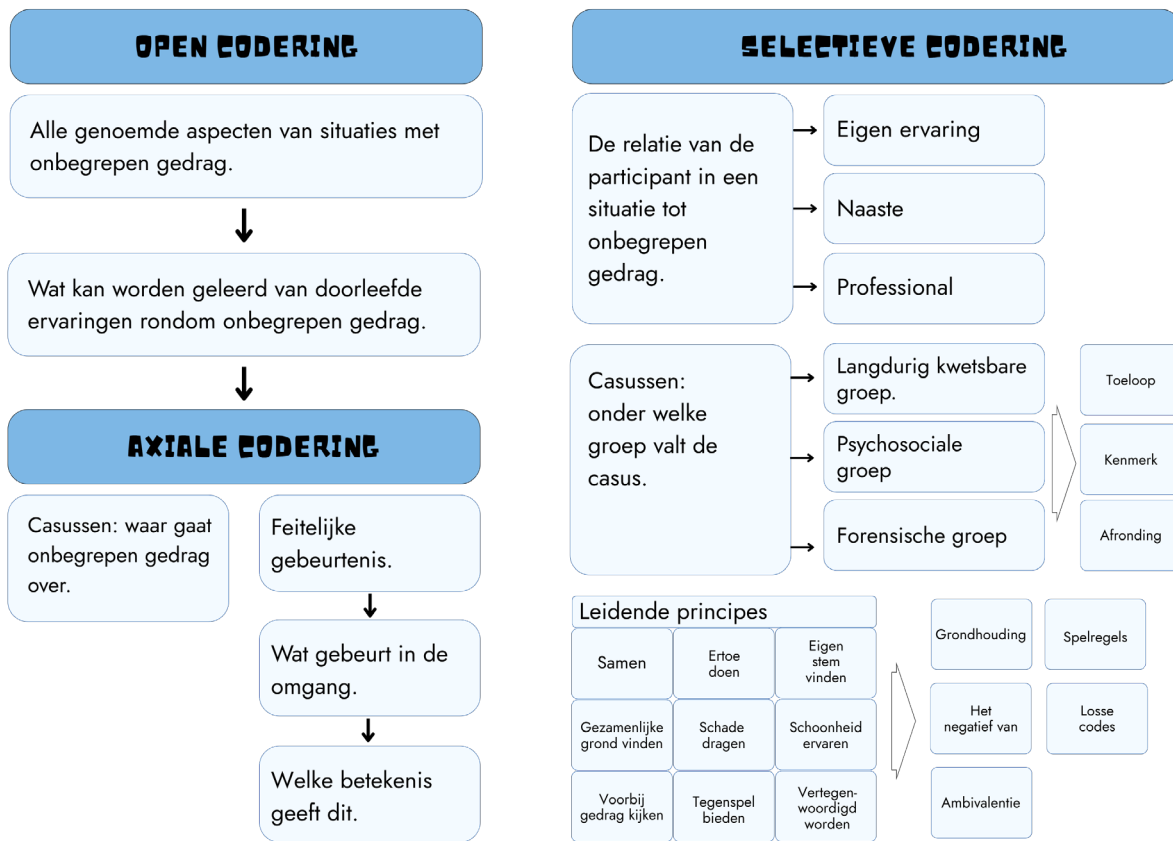 OPEN CODERING
Alle genoemde aspecten van situaties met
onbegrepen gedrag.
Wat kan worden geleerd van doorleefde
ervaringen rondom onbegrepen gedrag.
AXIALE CODERING
Casussen: waar gaat
onbegrepen gedrag
over.
Feitelijke
gebeurtenis.
Wat gebeurt in de
omgang.
Welke betekenis
geeft dit.
SELECTIEVE CODERING
De relatie van de
participant in een
situatie tot
onbegrepen
gedrag.
Eigen ervaring
Naaste
Professional
Casussen:
onder welke
groep valt de
casus.
Langdurig kwetsbare
groep.
Psychosociale
groep
Forensische groep
Toeloop
Kenmerk
Afronding
Leidende principes
Samen
Ertoe
doen
Eigen
stem
vinden
Gezamenlijke
grond vinden
Schade
dragen
Schoonheid
ervaren
Voorbij
gedrag kijken
Tegenspel
bieden
Vertegen-
woordigd
worden
Grondhouding
Spelregels
Het
negatief van
Losse
codes
Ambivalentie